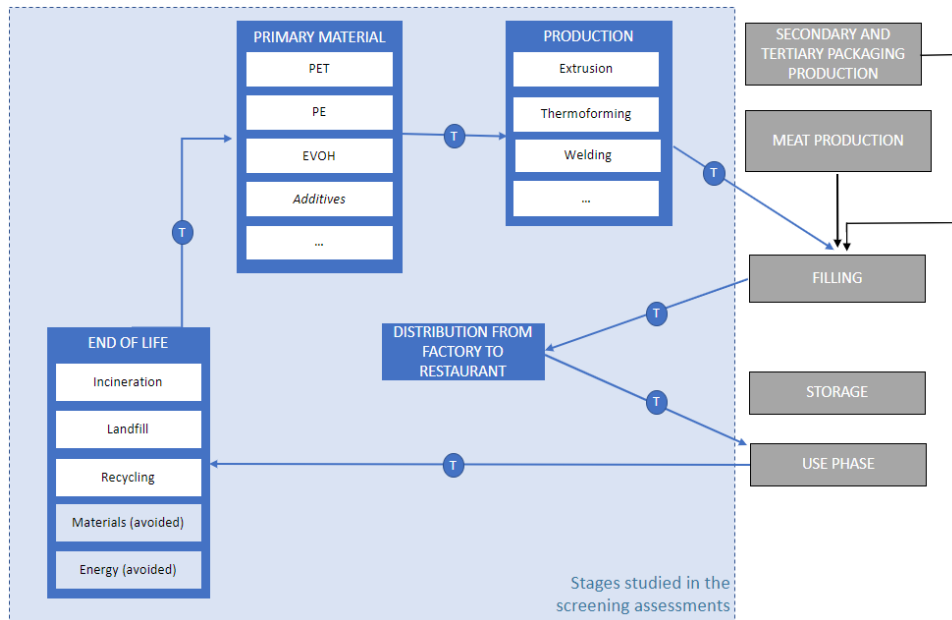 PRIMARY MATERIAL
PET
PE
EVOH
Additives
...
PRODUCTION
Extrusion
Thermoforming
Welding
...
SECONDARY AND
TERTIARY PACKAGING
PRODUCTION
MEAT PRODUCTION
T
T
T
FILLING
T
DISTRIBUTION FROM
FACTORY TO
RESTAURANT
T
STORAGE
USE PHASE
T
END OF LIFE
Incineration
Landfill
Recycling
Materials (avoided)
Energy (avoided)
Stages studied in the
screening assessments